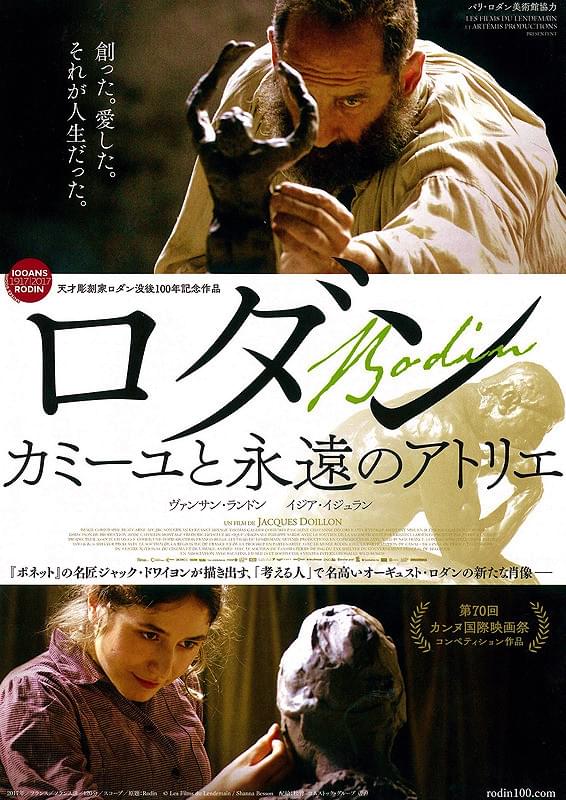 パリ・ロダン美術館協力
LES FILMS DU LENDEMAIN
et ARTÉMIS PRODUCTIONS
PRÉSENTENT
創った。愛した。
それが人生だった。
100ANS
1917|2017
RODIN
天才彫刻家ロダン没後100年記念作品
ロダン
Rodin
カミーユと永遠のアトリエ
ヴァンサン・ランドン イジア・イジュラン
UN FILM DE JACQUES DOILLON
『ポネット』の名匠ジャック・ドワイヨンが描き出す、「考える人」で名高いオーギュスト・ロダンの新たな肖像──
第70回
カンヌ国際映画祭
コンペティション作品
© Les Films du Lendemain / Shanna Besson
rodin100.com